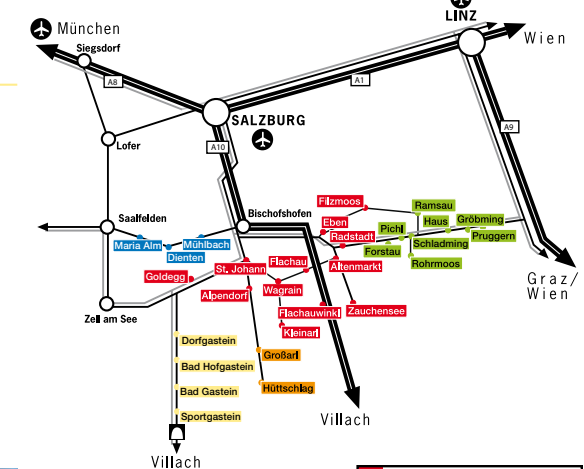 LINZ
München
Wien
Siegsdorf
A8
A1
SALZBURG
A9
Lofer
A10
Filzmoos
Ramsau
Saalfelden
Bischofshofen
Eben
Pichl
Haus
Gröbming
Maria Alm
Mühlbach
Radstadt
Schladming
Pruggern
Dienten
Forstau
Rohrmoos
Goldegg
St. Johann
Flachau
Altenmarkt
Graz/
Wien
Alpendorf
Wagrain
Zell am See
Flachauwinkl
Zauchensee
Kleinarl
Dorfgastein
Großarl
Bad Hofgastein
Bad Gastein
Hüttschlag
Sportgastein
Villach
Villach